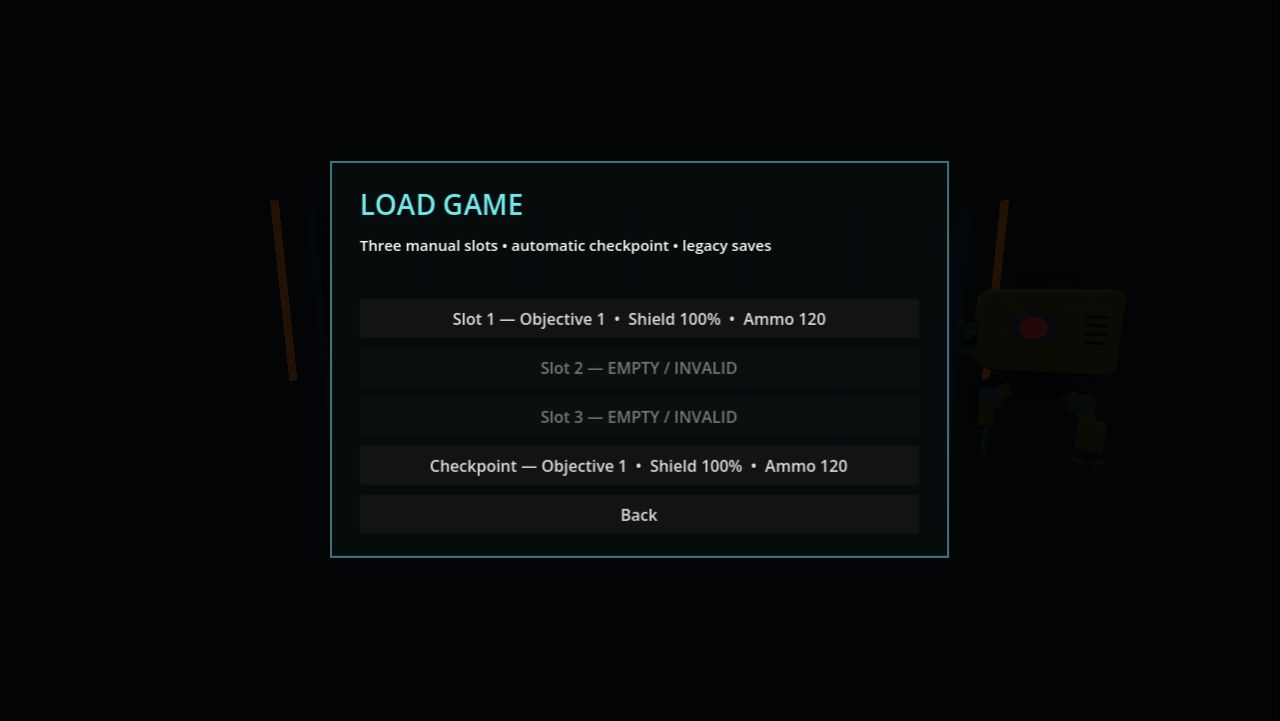 LOAD GAME
Three manual slots • automatic checkpoint • legacy saves
Slot 1 — Objective 1 • Shield 100% • Ammo 120
Slot 2 — EMPTY / INVALID
Slot 3 — EMPTY / INVALID
Checkpoint — Objective 1 • Shield 100% • Ammo 120
Back